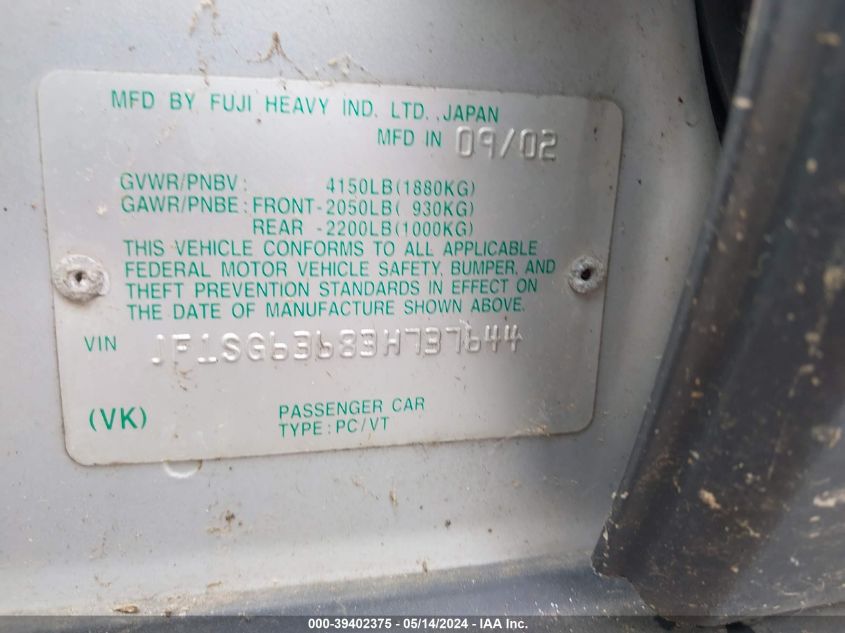 MFD BY FUJI HEAVY IND. LTD. JAPAN
MFD IN 09/02
GVWR/PNBV: 4150LB(1880KG)
GAWR/PNBE: FRONT-2050LB( 930KG)
REAR -2200LB(1000KG)
THIS VEHICLE CONFORMS TO ALL APPLICABLE
FEDERAL MOTOR VEHICLE SAFETY, BUMPER, AND
THEFT PREVENTION STANDARDS IN EFFECT ON
THE DATE OF MANUFACTURE SHOWN ABOVE.
VIN JF1SG63683H737644
(VK) PASSENGER CAR
TYPE: PC/VT
000-39402375 - 05/14/2024 - IAA Inc.